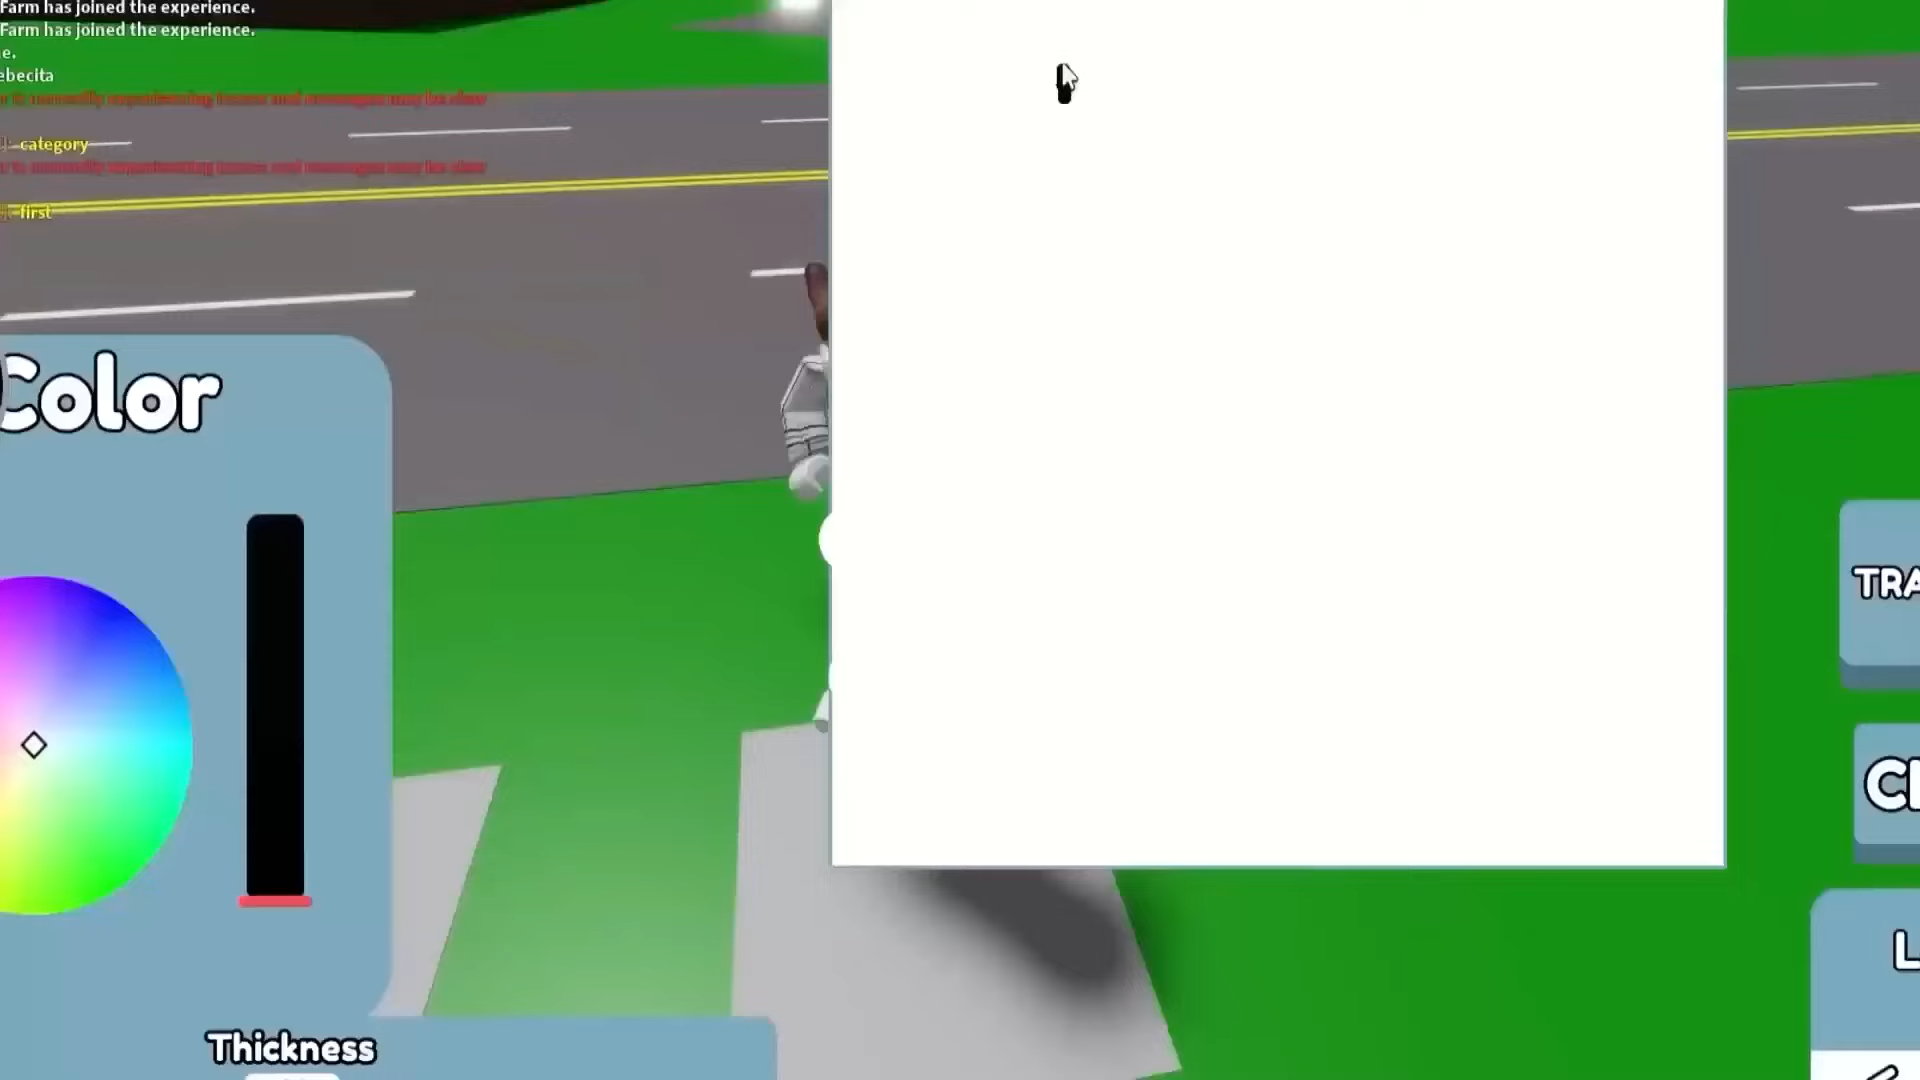 Farm has joined the experience.
Farm has joined the experience.
e.
ebecita
category
first
Color
TRA
Cl
L
Thickness